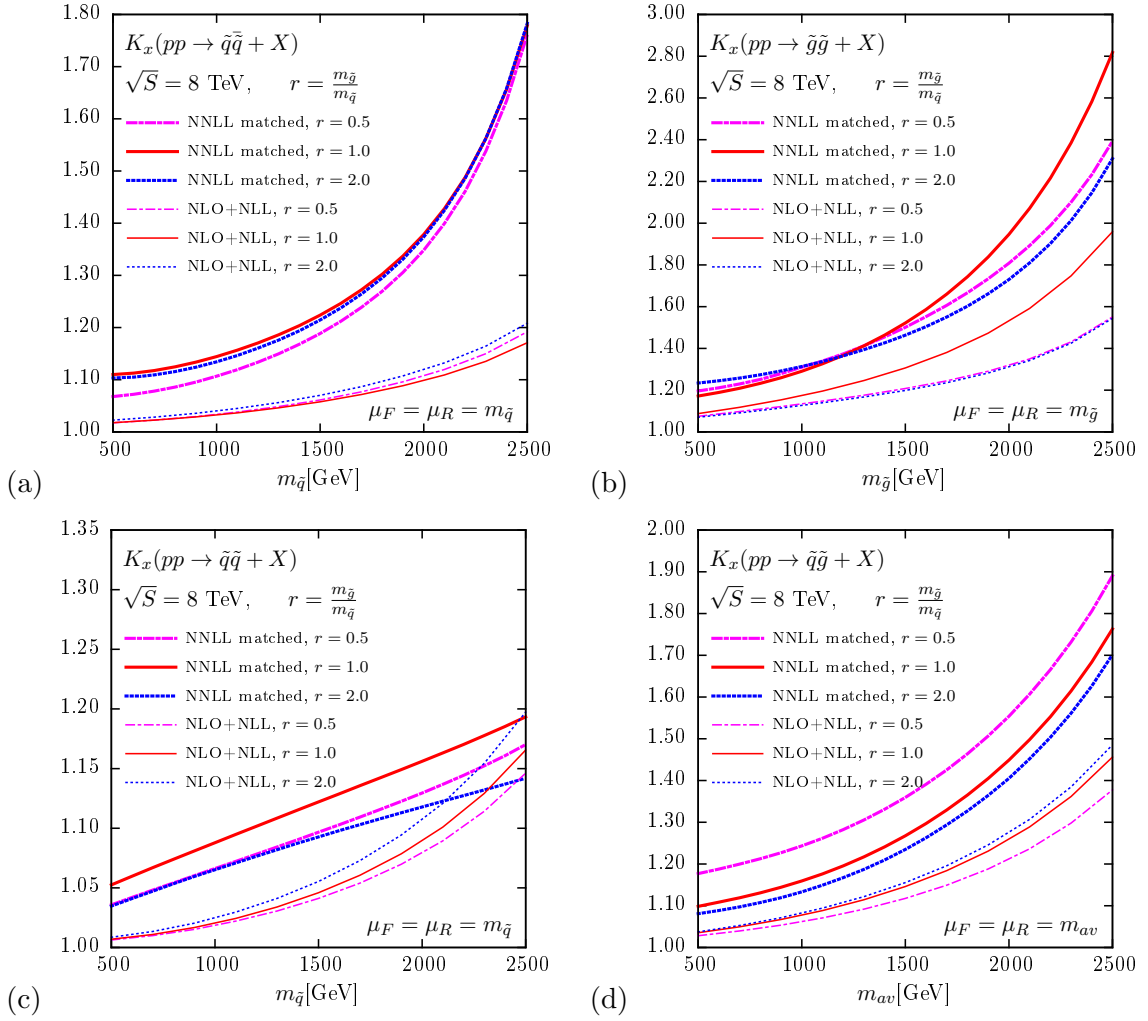 K_x(pp → q̃q̃̄ + X)
√S = 8 TeV, r = m_g̃/m_q̃
NNLL matched, r = 0.5
NNLL matched, r = 1.0
NNLL matched, r = 2.0
NLO+NLL, r = 0.5
NLO+NLL, r = 1.0
NLO+NLL, r = 2.0
μ_F = μ_R = m_q̃
1.80
1.70
1.60
1.50
1.40
1.30
1.20
1.10
1.00
500 1000 1500 2000 2500
m_q̃[GeV]
(a)
K_x(pp → g̃g̃ + X)
√S = 8 TeV, r = m_g̃/m_q̃
NNLL matched, r = 0.5
NNLL matched, r = 1.0
NNLL matched, r = 2.0
NLO+NLL, r = 0.5
NLO+NLL, r = 1.0
NLO+NLL, r = 2.0
μ_F = μ_R = m_g̃
3.00
2.80
2.60
2.40
2.20
2.00
1.80
1.60
1.40
1.20
1.00
500 1000 1500 2000 2500
m_g̃[GeV]
(b)
K_x(pp → q̃q̃ + X)
√S = 8 TeV, r = m_g̃/m_q̃
NNLL matched, r = 0.5
NNLL matched, r = 1.0
NNLL matched, r = 2.0
NLO+NLL, r = 0.5
NLO+NLL, r = 1.0
NLO+NLL, r = 2.0
μ_F = μ_R = m_q̃
1.35
1.30
1.25
1.20
1.15
1.10
1.05
1.00
500 1000 1500 2000 2500
m_q̃[GeV]
(c)
K_x(pp → q̃g̃ + X)
√S = 8 TeV, r = m_g̃/m_q̃
NNLL matched, r = 0.5
NNLL matched, r = 1.0
NNLL matched, r = 2.0
NLO+NLL, r = 0.5
NLO+NLL, r = 1.0
NLO+NLL, r = 2.0
μ_F = μ_R = m_av
2.00
1.90
1.80
1.70
1.60
1.50
1.40
1.30
1.20
1.10
1.00
500 1000 1500 2000 2500
m_av[GeV]
(d)